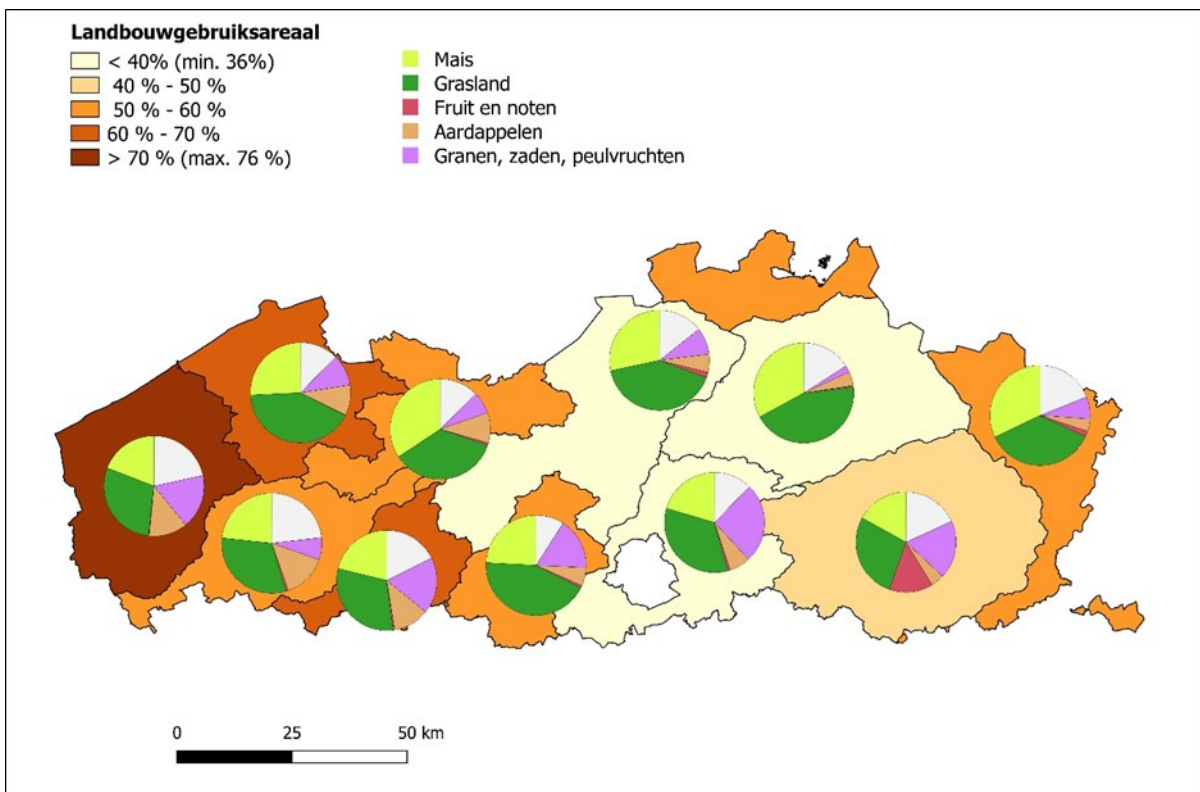 Landbouwgebruiksareaal
< 40% (min. 36%)
40 % - 50 %
50 % - 60 %
60 % - 70 %
> 70 % (max. 76 %)
Mais
Grasland
Fruit en noten
Aardappelen
Granen, zaden, peulvruchten
0 25 50 km